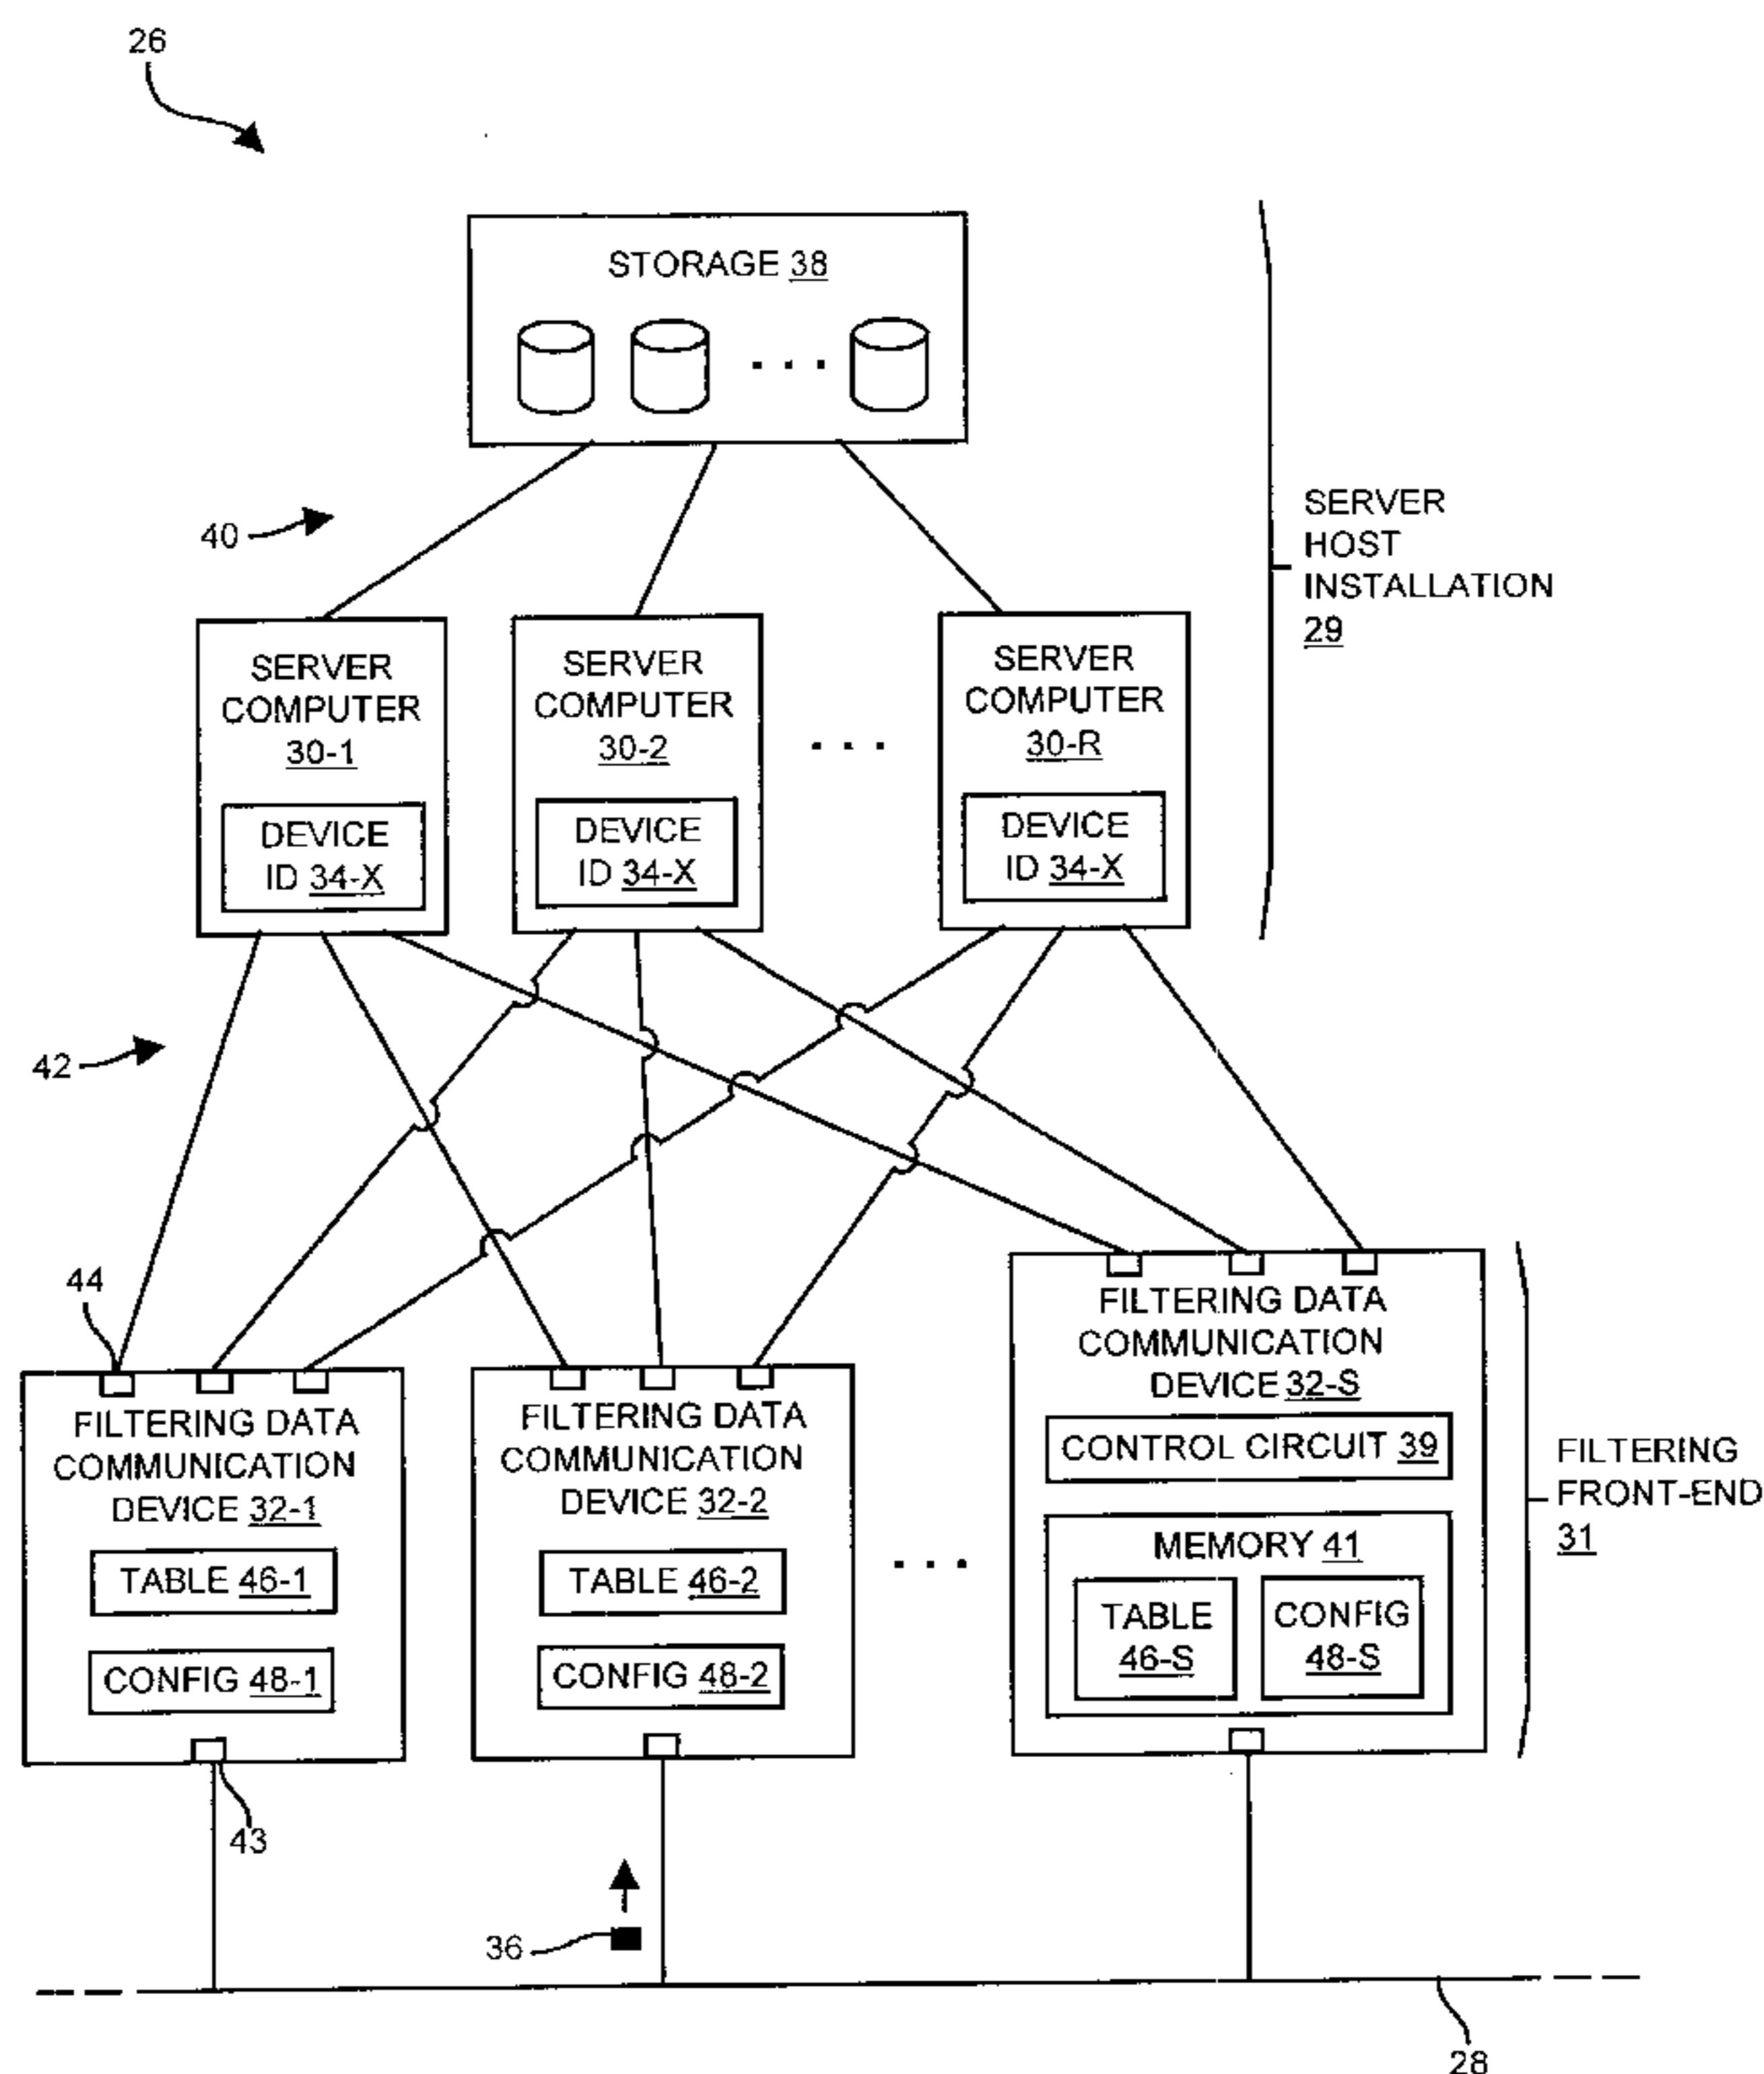 26
STORAGE 38
40
SERVER
HOST
INSTALLATION
29
SERVER
COMPUTER
30-1
DEVICE
ID 34-X
SERVER
COMPUTER
30-2
DEVICE
ID 34-X
SERVER
COMPUTER
30-R
DEVICE
ID 34-X
42
44
FILTERING DATA
COMMUNICATION
DEVICE 32-1
TABLE 46-1
CONFIG 48-1
FILTERING DATA
COMMUNICATION
DEVICE 32-2
TABLE 46-2
CONFIG 48-2
FILTERING DATA
COMMUNICATION
DEVICE 32-S
CONTROL CIRCUIT 39
MEMORY 41
TABLE
46-S
CONFIG
48-S
FILTERING
FRONT-END
31
43
36
28